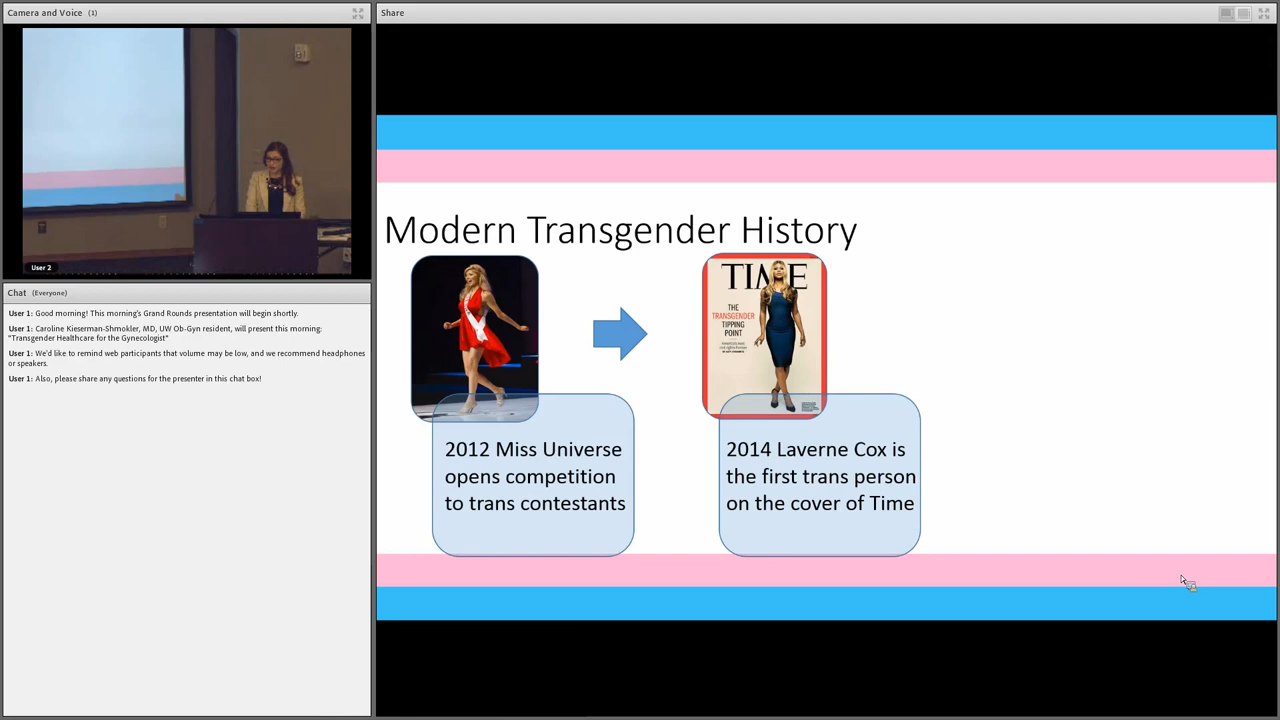 Camera and Voice (1)
User 2
Chat (Everyone)
User 1: Good morning! This morning's Grand Rounds presentation will begin shortly.
User 1: Caroline Kieserman-Shmokler, MD, UW Ob-Gyn resident, will present this morning:
"Transgender Healthcare for the Gynecologist"
User 1: We'd like to remind web participants that volume may be low, and we recommend headphones
or speakers.
User 1: Also, please share any questions for the presenter in this chat box!
Share
Modern Transgender History
2012 Miss Universe
opens competition
to trans contestants
TIME
THE
TRANSGENDER
TIPPING
POINT
2014 Laverne Cox is
the first trans person
on the cover of Time